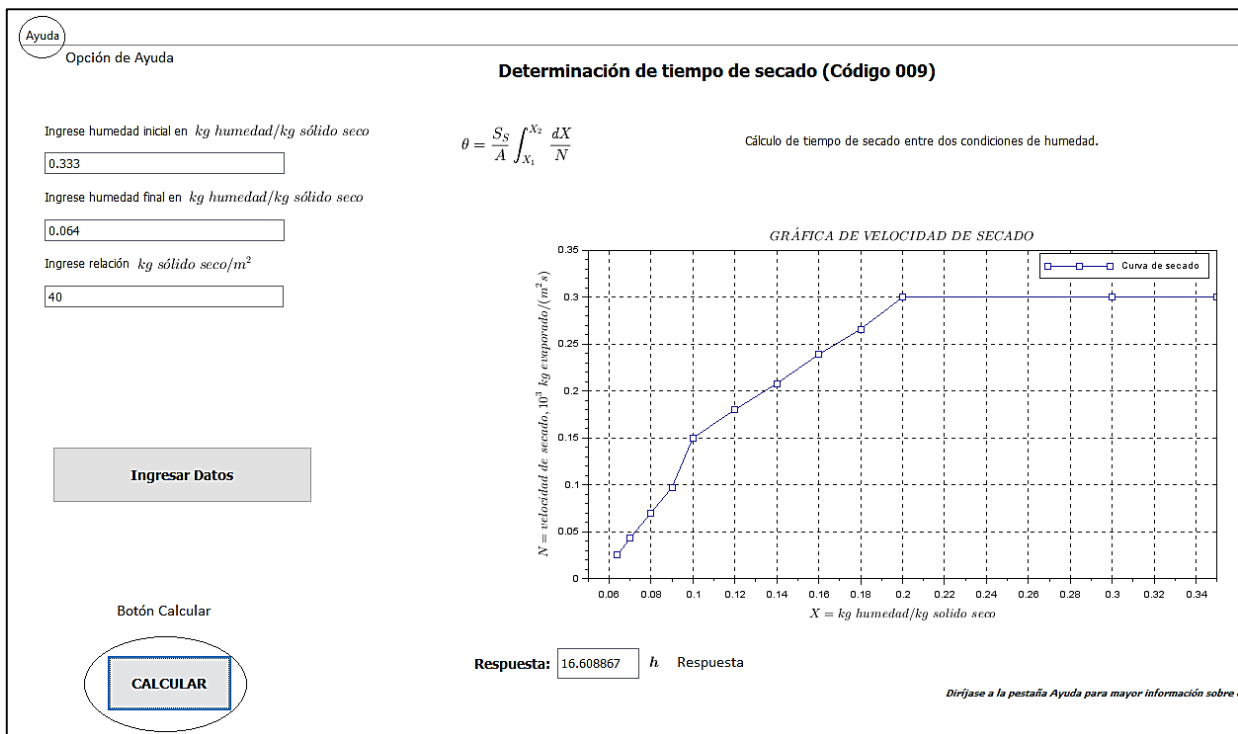 Ayuda
Opción de Ayuda
Determinación de tiempo de secado (Código 009)
Ingrese humedad inicial en kg humedad/kg sólido seco
0.333
Ingrese humedad final en kg humedad/kg sólido seco
0.064
Ingrese relación kg sólido seco/m²
40
θ = S_S/A ∫_{X_1}^{X_2} dX/N
Cálculo de tiempo de secado entre dos condiciones de humedad.
Ingresar Datos
Botón Calcular
CALCULAR
GRÁFICA DE VELOCIDAD DE SECADO
Curva de secado
N = velocidad de secado, 10³ kg evaporado/(m² s)
0.35
0.3
0.25
0.2
0.15
0.1
0.05
0
0.06 0.08 0.1 0.12 0.14 0.16 0.18 0.2 0.22 0.24 0.26 0.28 0.3 0.32 0.34
X = kg humedad/kg solido seco
Respuesta: 16.608867 h Respuesta
Diríjase a la pestaña Ayuda para mayor información sobre